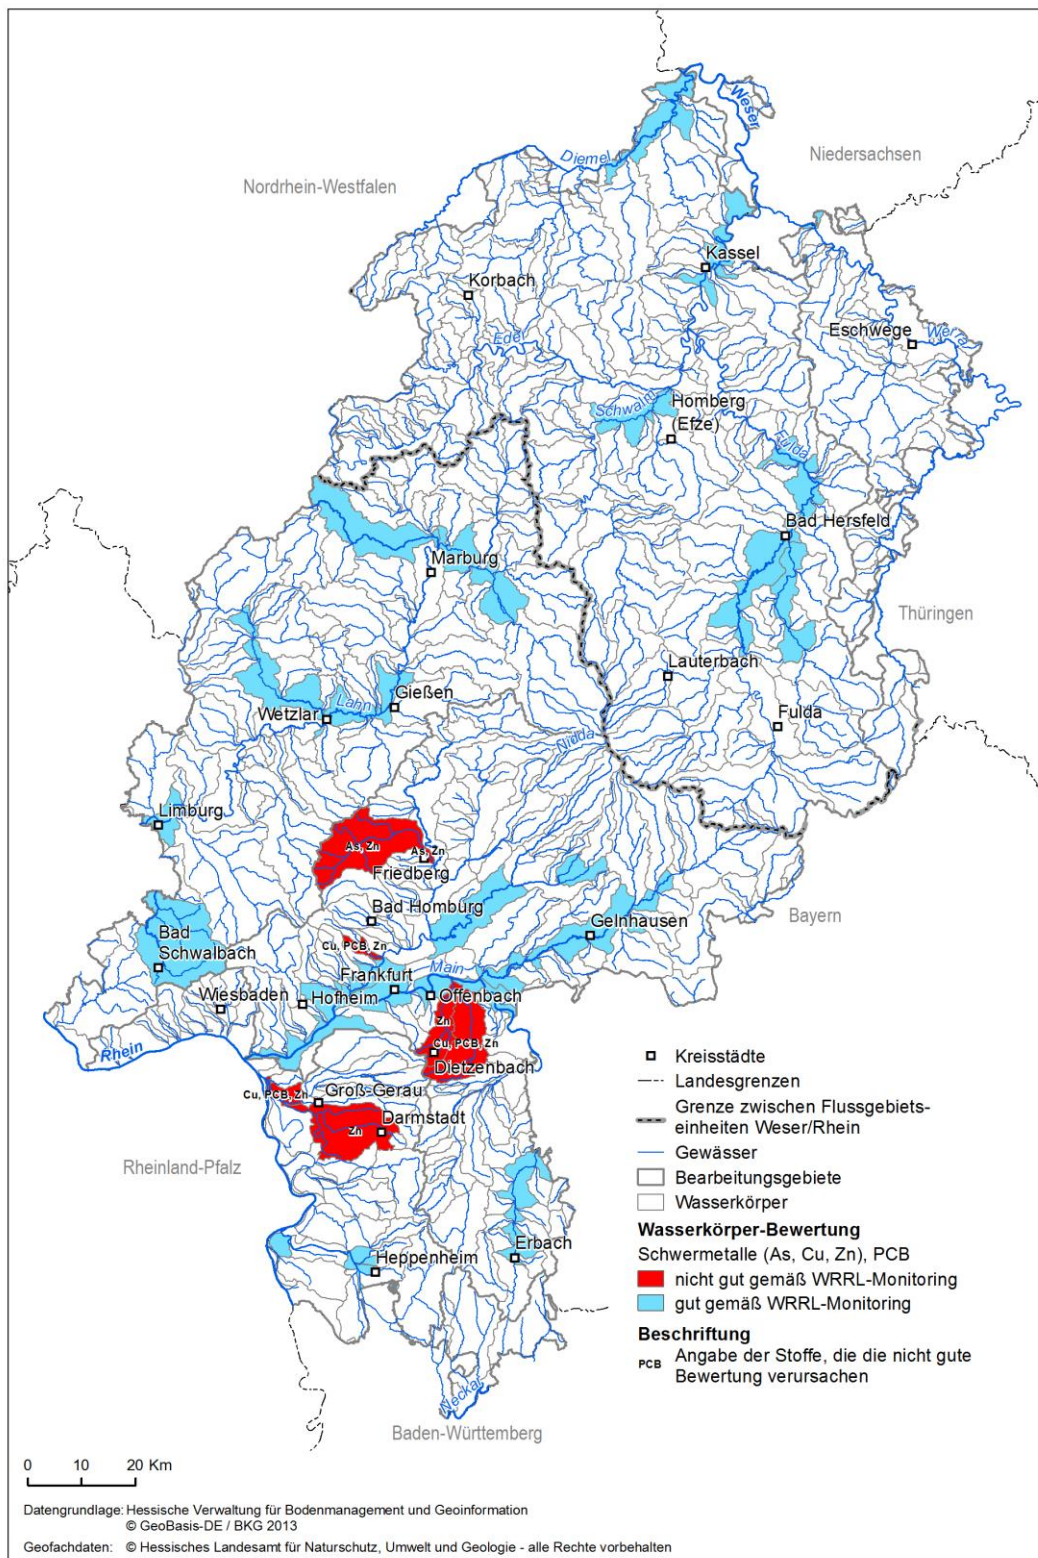 Weser
Niedersachsen
Diemel
Nordrhein-Westfalen
Kassel
Korbach
Eschwege
Werra
Eder
Homberg
(Efze)
Schwalm
Fulda
Bad Hersfeld
Marburg
Thüringen
Lauterbach
Gießen
Lahn
Wetzlar
Fulda
Nidda
Limburg
As, Zn
As, Zn
Friedberg
Bad Homburg
Gelnhausen
Bayern
Cu, PCB, Zn
Bad
Schwalbach
Main
Frankfurt
Offenbach
Wiesbaden
Hofheim
Zn
Rhein
Cu, PCB, Zn
Dietzenbach
Cu, PCB, Zn
Groß-Gerau
Darmstadt
Zn
Rheinland-Pfalz
Erbach
Heppenheim
Neckar
Baden-Württemberg
Kreisstädte
Landesgrenzen
Grenze zwischen Flussgebiets-
einheiten Weser/Rhein
Gewässer
Bearbeitungsgebiete
Wasserkörper
Wasserkörper-Bewertung
Schwermetalle (As, Cu, Zn), PCB
nicht gut gemäß WRRL-Monitoring
gut gemäß WRRL-Monitoring
Beschriftung
PCB Angabe der Stoffe, die die nicht gute
Bewertung verursachen
0 10 20 Km
Datengrundlage: Hessische Verwaltung für Bodenmanagement und Geoinformation
© GeoBasis-DE / BKG 2013
Geofachdaten: © Hessisches Landesamt für Naturschutz, Umwelt und Geologie - alle Rechte vorbehalten